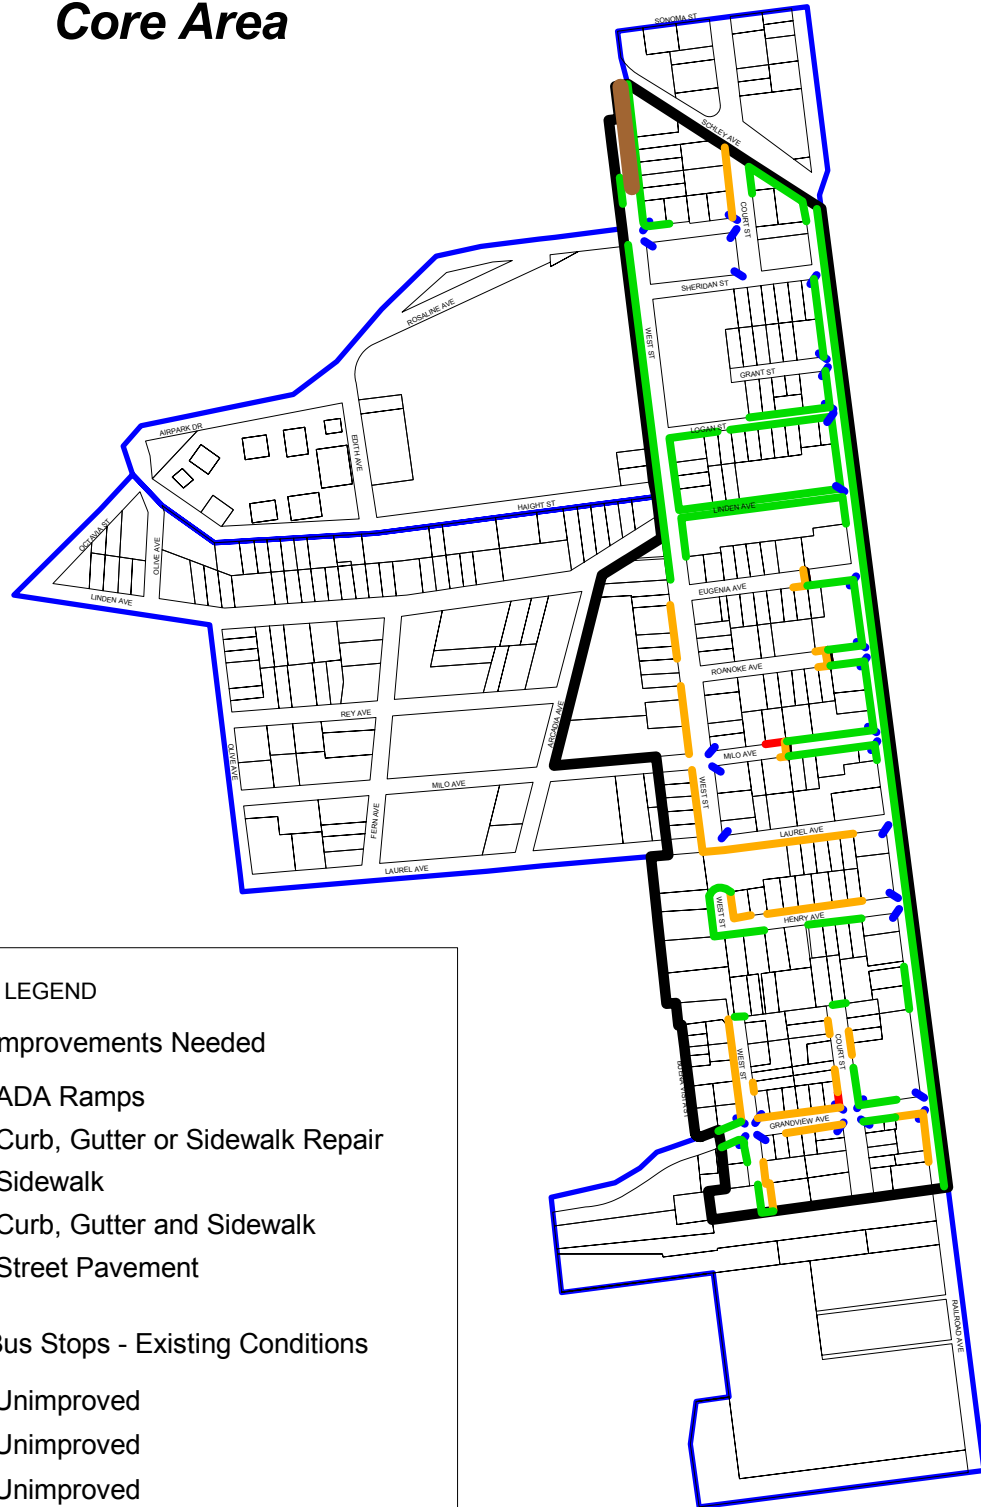 Core Area
SONOMA ST
SCHLEY AVE
COURT ST
SHERIDAN ST
ROSALINE AVE
WEST ST
GRANT ST
AIRPARK DR
LOGAN ST
EDITH AVE
HAIGHT ST
LINDEN AVE
OCTAVIA ST
OLIVE AVE
LINDEN AVE
EUGENIA AVE
ROANOKE AVE
REY AVE
ARCADIA AVE
OLIVE AVE
MILO AVE
MILO AVE
WEST ST
FERN AVE
LAUREL AVE
LAUREL AVE
WEST ST
HENRY AVE
COURT ST
WEST ST
BUENA VISTA ST
GRANDVIEW AVE
RAILROAD AVE
LEGEND
mprovements Needed
ADA Ramps
Curb, Gutter or Sidewalk Repair
Sidewalk
Curb, Gutter and Sidewalk
Street Pavement
Bus Stops - Existing Conditions
Unimproved
Unimproved
Unimproved